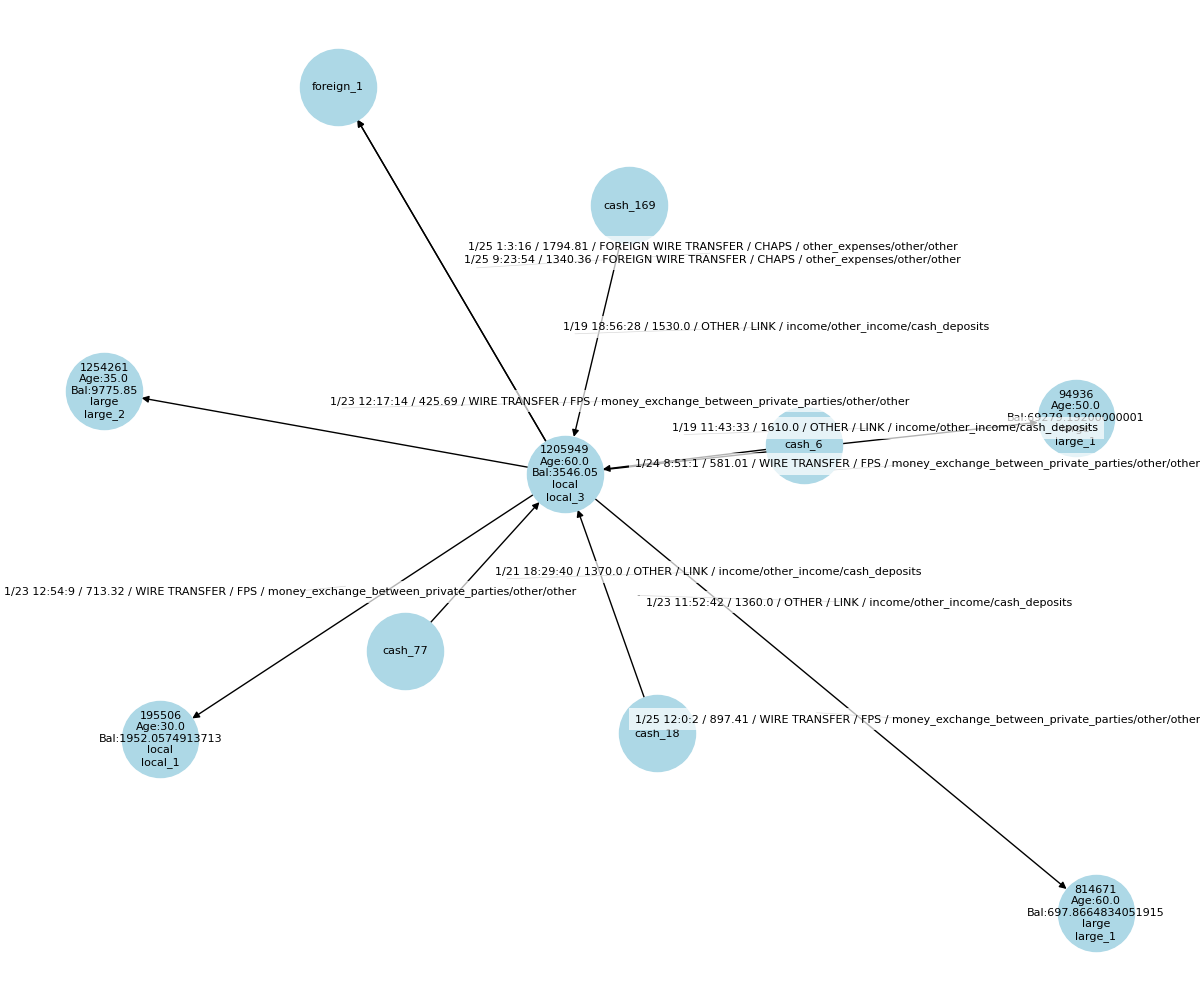 foreign_1
cash_169
1/25 1:3:16 / 1794.81 / FOREIGN WIRE TRANSFER / CHAPS / other_expenses/other/other
1/25 9:23:54 / 1340.36 / FOREIGN WIRE TRANSFER / CHAPS / other_expenses/other/other
1/19 18:56:28 / 1530.0 / OTHER / LINK / income/other_income/cash_deposits
1254261
Age:35.0
Bal:9775.85
large
large_2
1/23 12:17:14 / 425.69 / WIRE TRANSFER / FPS / money_exchange_between_private_parties/other/other
94936
Age:50.0
Bal:69279.19200000001
large_1
1/19 11:43:33 / 1610.0 / OTHER / LINK / income/other_income/cash_deposits
cash_6
1/24 8:51:1 / 581.01 / WIRE TRANSFER / FPS / money_exchange_between_private_parties/other/other
1205949
Age:60.0
Bal:3546.05
local
local_3
1/21 18:29:40 / 1370.0 / OTHER / LINK / income/other_income/cash_deposits
1/23 12:54:9 / 713.32 / WIRE TRANSFER / FPS / money_exchange_between_private_parties/other/other
1/23 11:52:42 / 1360.0 / OTHER / LINK / income/other_income/cash_deposits
cash_77
195506
Age:30.0
Bal:1952.0574913713
local
local_1
1/25 12:0:2 / 897.41 / WIRE TRANSFER / FPS / money_exchange_between_private_parties/other/other
cash_18
814671
Age:60.0
Bal:697.8664834051915
large
large_1